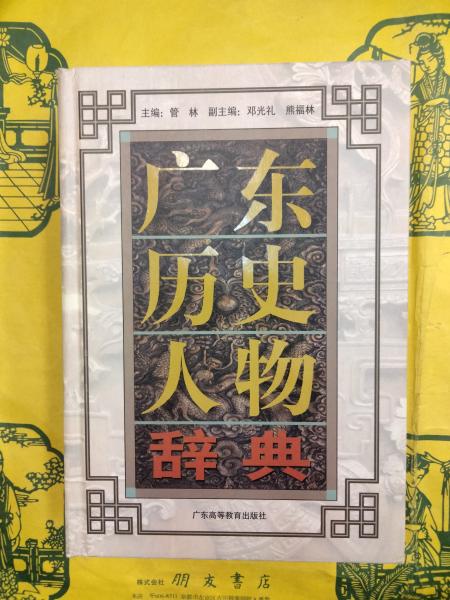 主编：管 林 副主编：邓光礼 熊福林
广东
历史
人物
辞典
广东高等教育出版社
株式会社 朋友書店